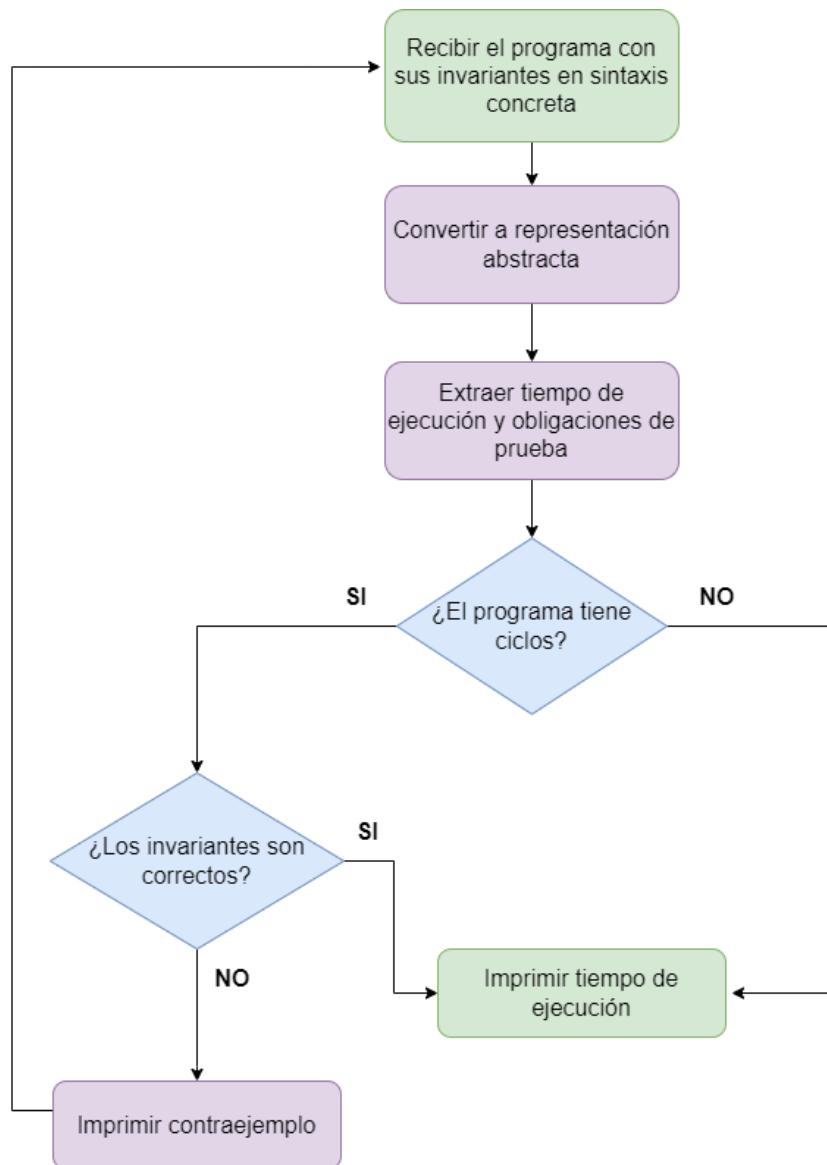 Recibir el programa con
sus invariantes en sintaxis
concreta
Convertir a representación
abstracta
Extraer tiempo de
ejecución y obligaciones de
prueba
SI
¿El programa tiene
ciclos?
NO
¿Los invariantes son
correctos?
SI
NO
Imprimir tiempo de
ejecución
Imprimir contraejemplo